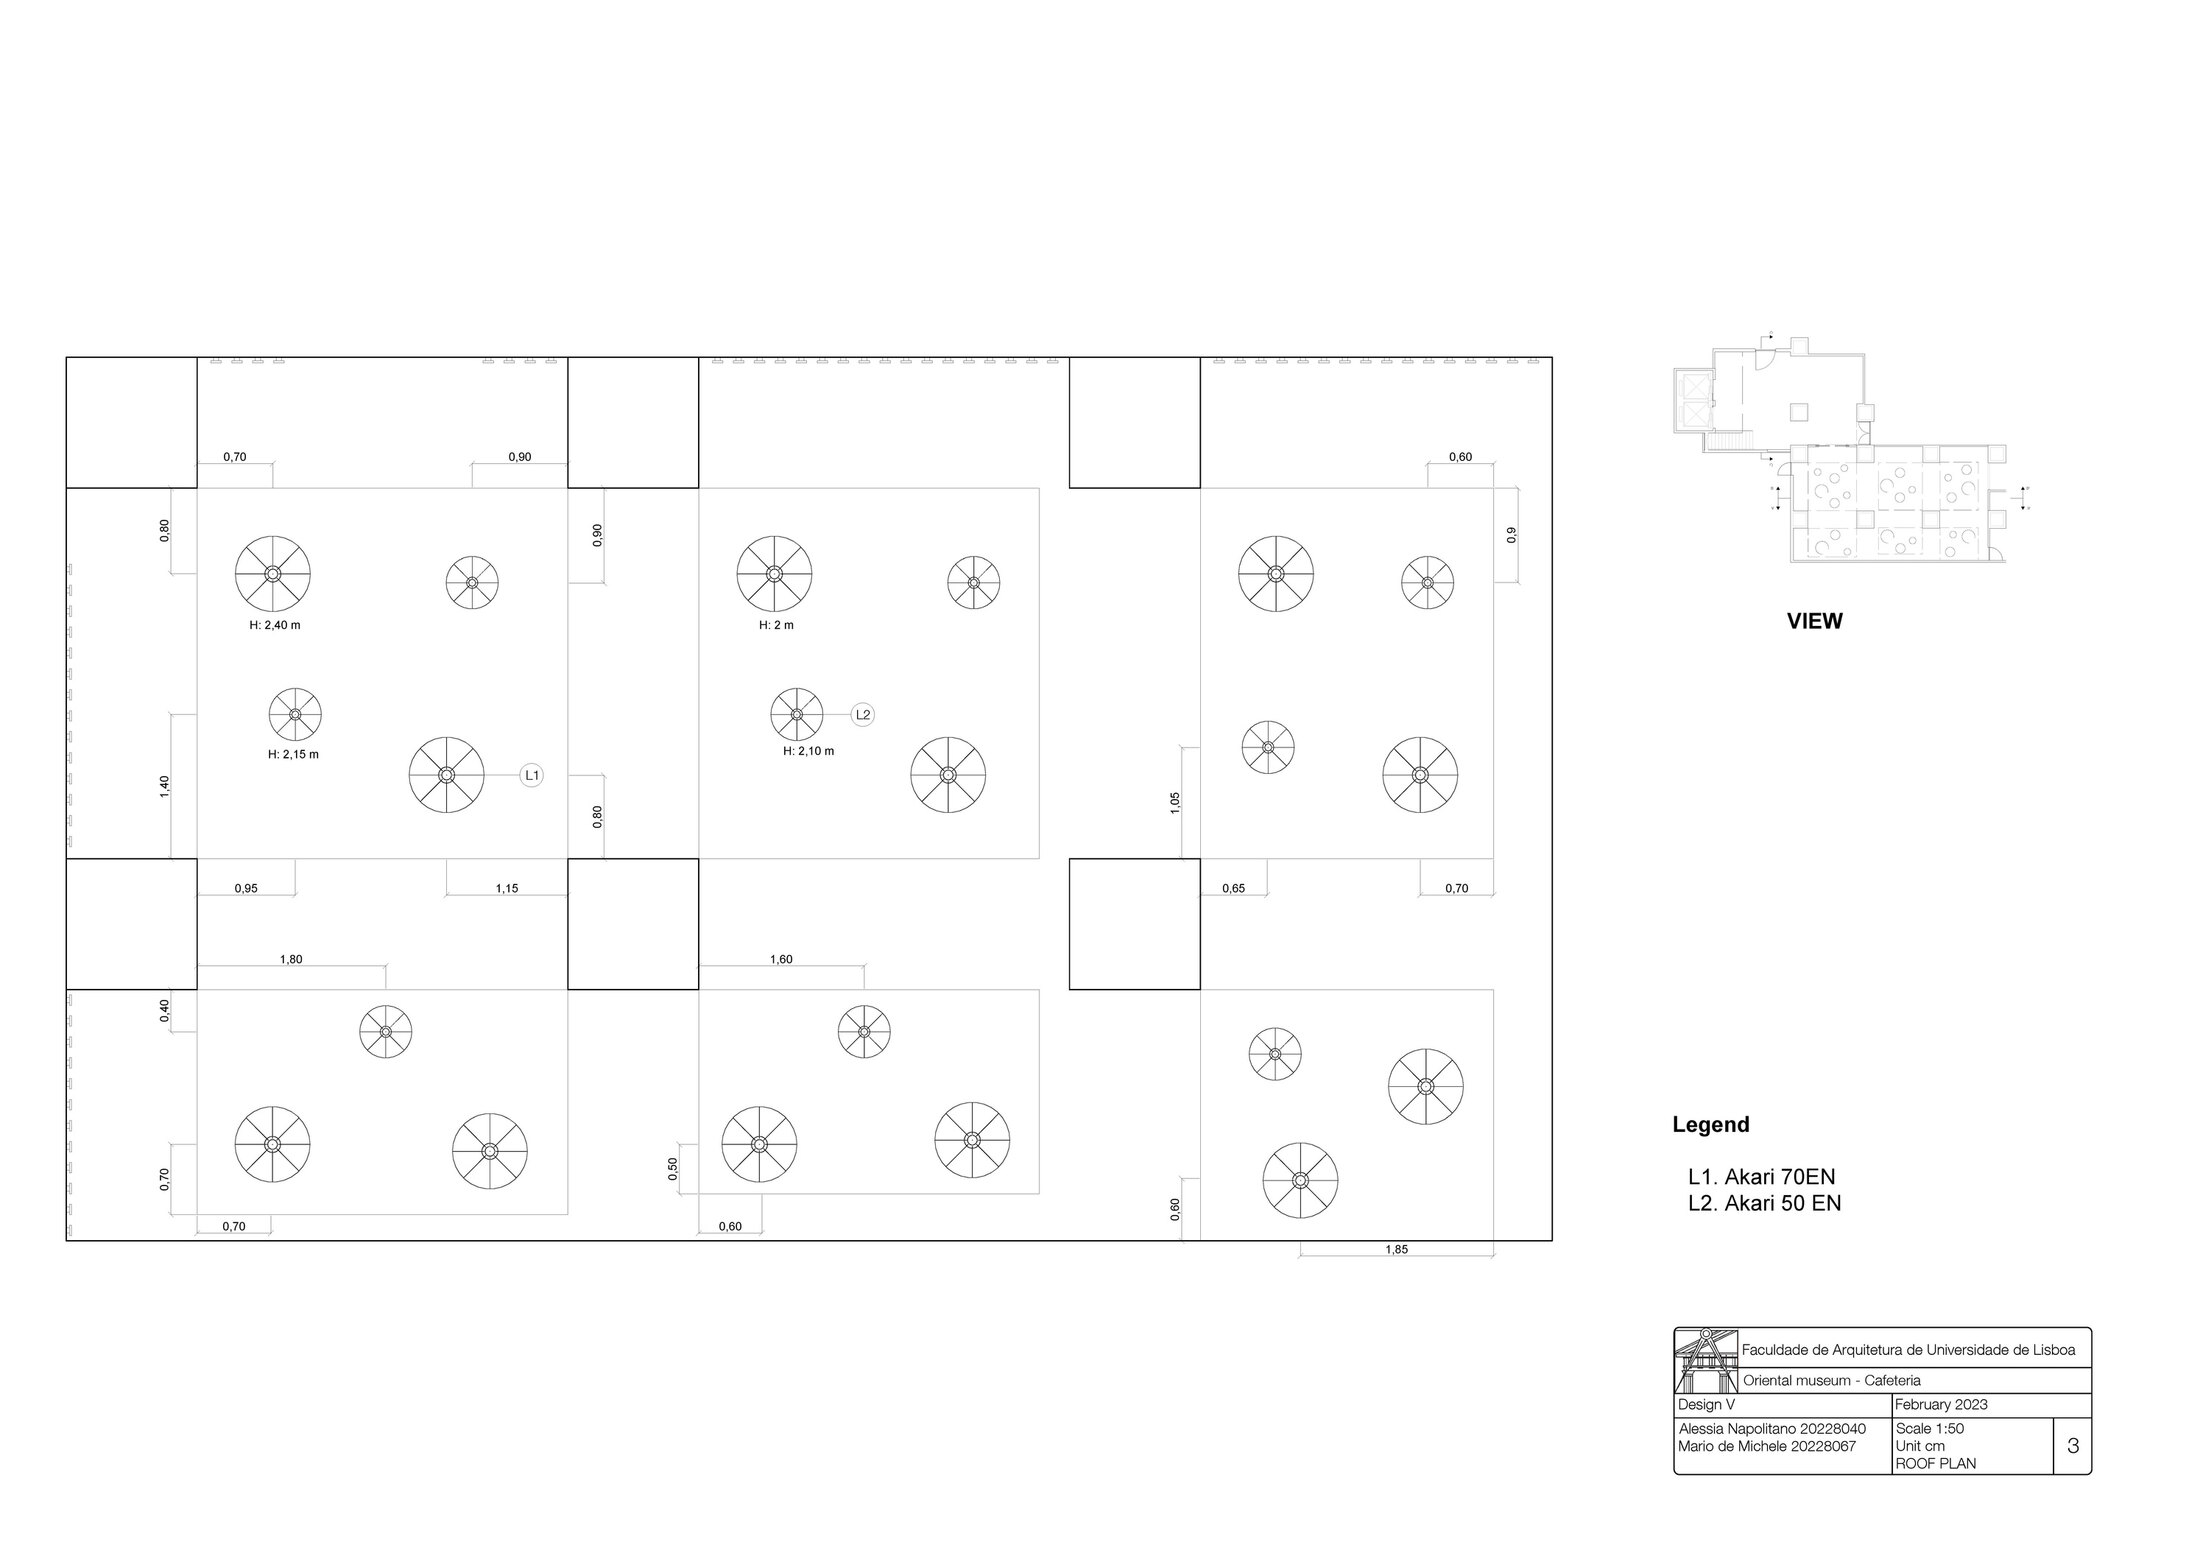 0,70
0,90
0,60
0,80
0,90
0,9
H: 2,40 m
H: 2 m
L2
H: 2,15 m
H: 2,10 m
L1
1,40
0,80
1,05
0,95
1,15
0,65
0,70
1,80
1,60
0,40
0,70
0,50
0,60
0,70
0,60
1,85
VIEW
Legend
L1. Akari 70EN
L2. Akari 50 EN
Faculdade de Arquitetura de Universidade de Lisboa
Oriental museum - Cafeteria
Design V
February 2023
Alessia Napolitano 20228040
Mario de Michele 20228067
Scale 1:50
Unit cm
ROOF PLAN
3